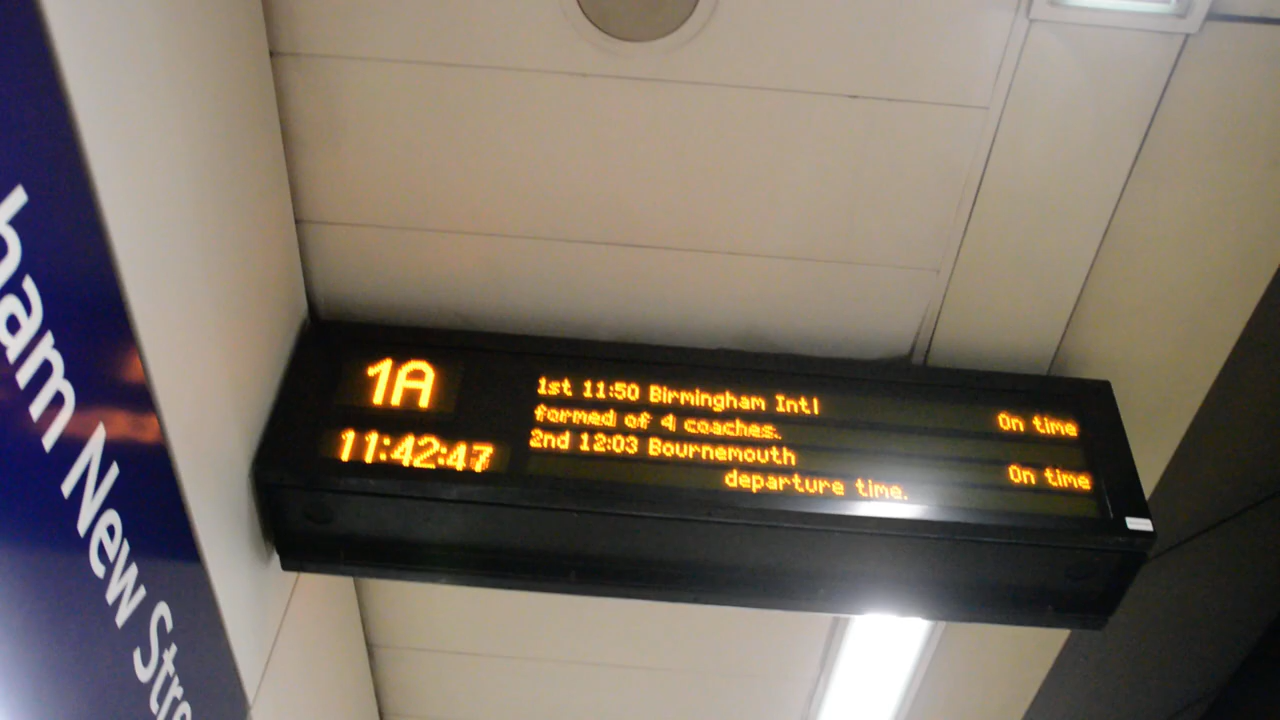 ham New Stre
1A
11:42:47
1st 11:50 Birmingham Intl On time
formed of 4 coaches.
2nd 12:03 Bournemouth On time
departure time.